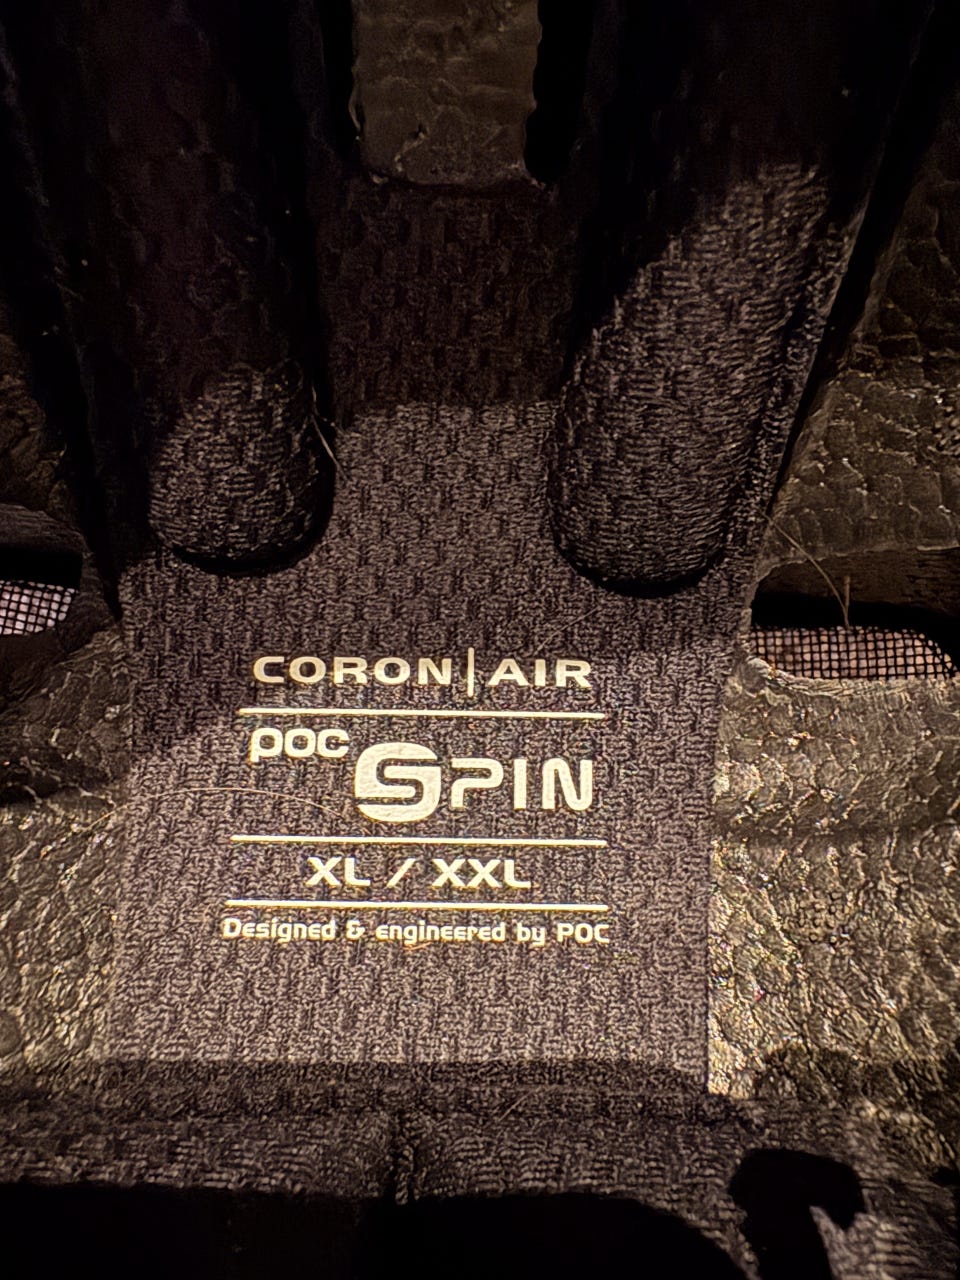 CORON|AIR
POC SPIN
XL / XXL
Designed & engineered by POC